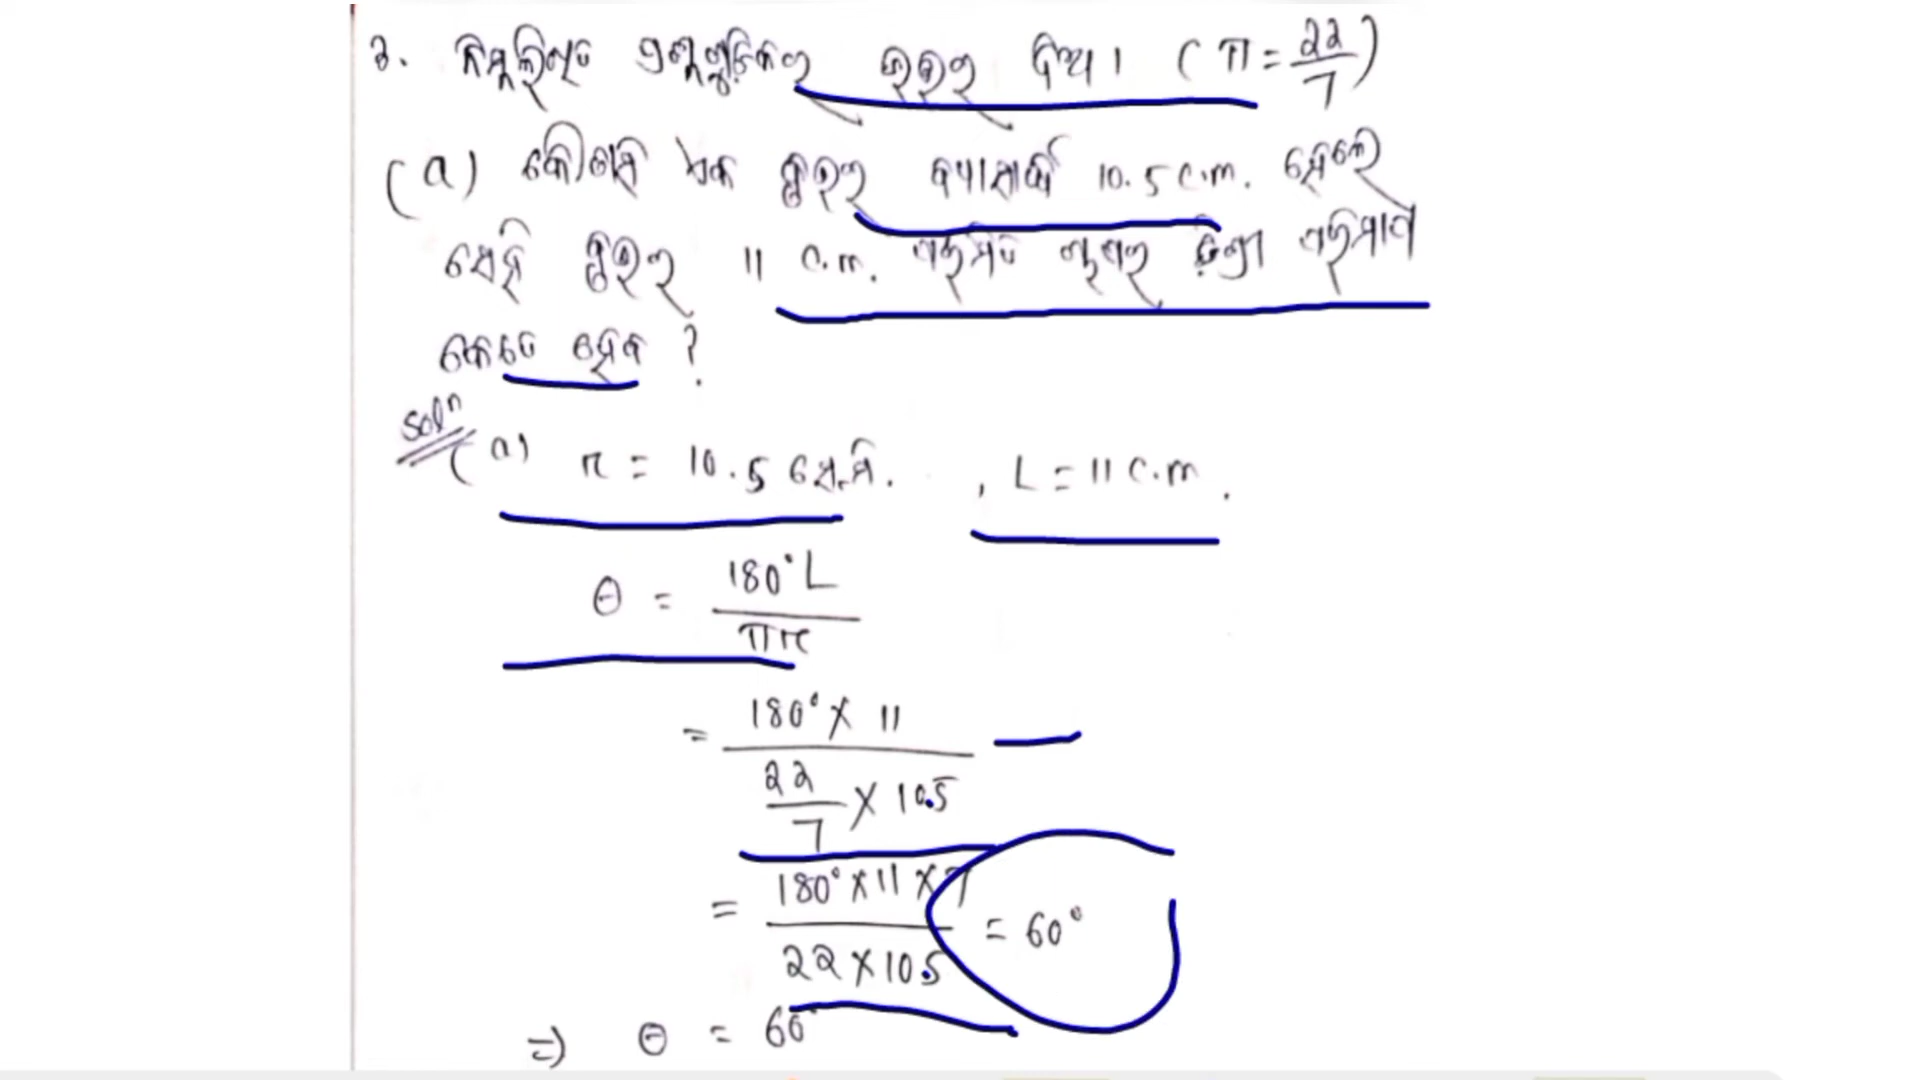 3. ନିମ୍ନଲିଖିତ ପ୍ରଶ୍ନଗୁଡ଼ିକର ଉତ୍ତର ଦିଅ । ( π = 22/7 )
(a) କୌଣସି ଏକ ବୃତ୍ତର ବ୍ୟାସାର୍ଦ୍ଧ 10.5 c.m. ହେଲେ
ସେହି ବୃତ୍ତର 11 c.m. ପରିମିତ ଚାପର ଡିଗ୍ରୀ ପରିମାଣ
କେତେ ହେବ ?
Solⁿ (a) r = 10.5 ସେ.ମି. , L = 11 c.m.
θ = 180°L / πr
= 180° × 11 / 22/7 × 10.5
= 180° × 11 × 7 / 22 × 10.5 = 60°
=) θ = 60°